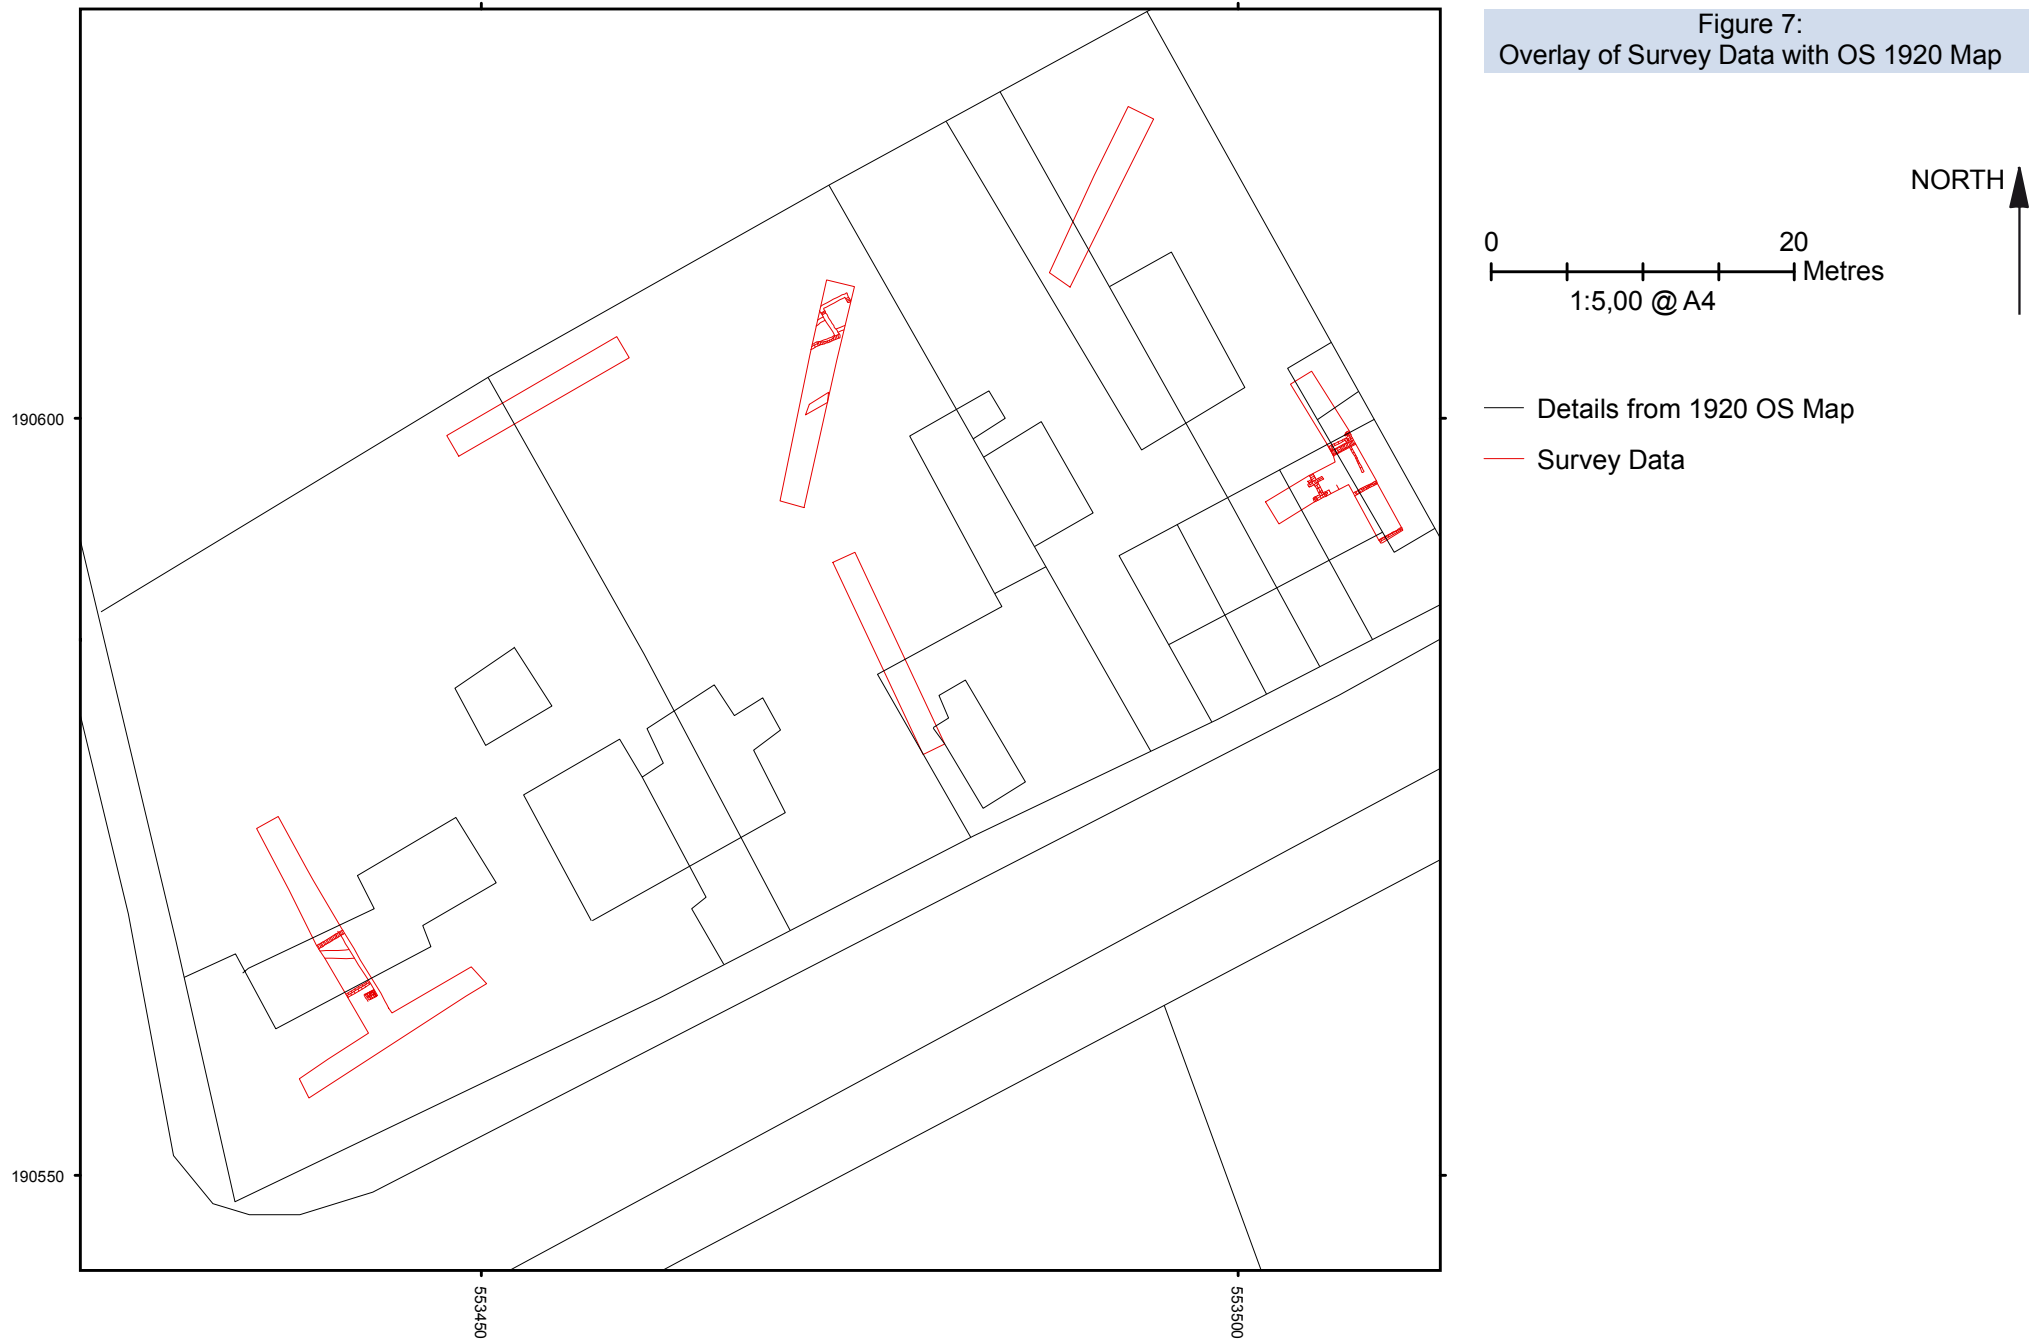 Figure 7:
Overlay of Survey Data with OS 1920 Map
NORTH
0 20
Metres
1:5,00 @ A4
Details from 1920 OS Map
Survey Data
190600
190550
553450
553500